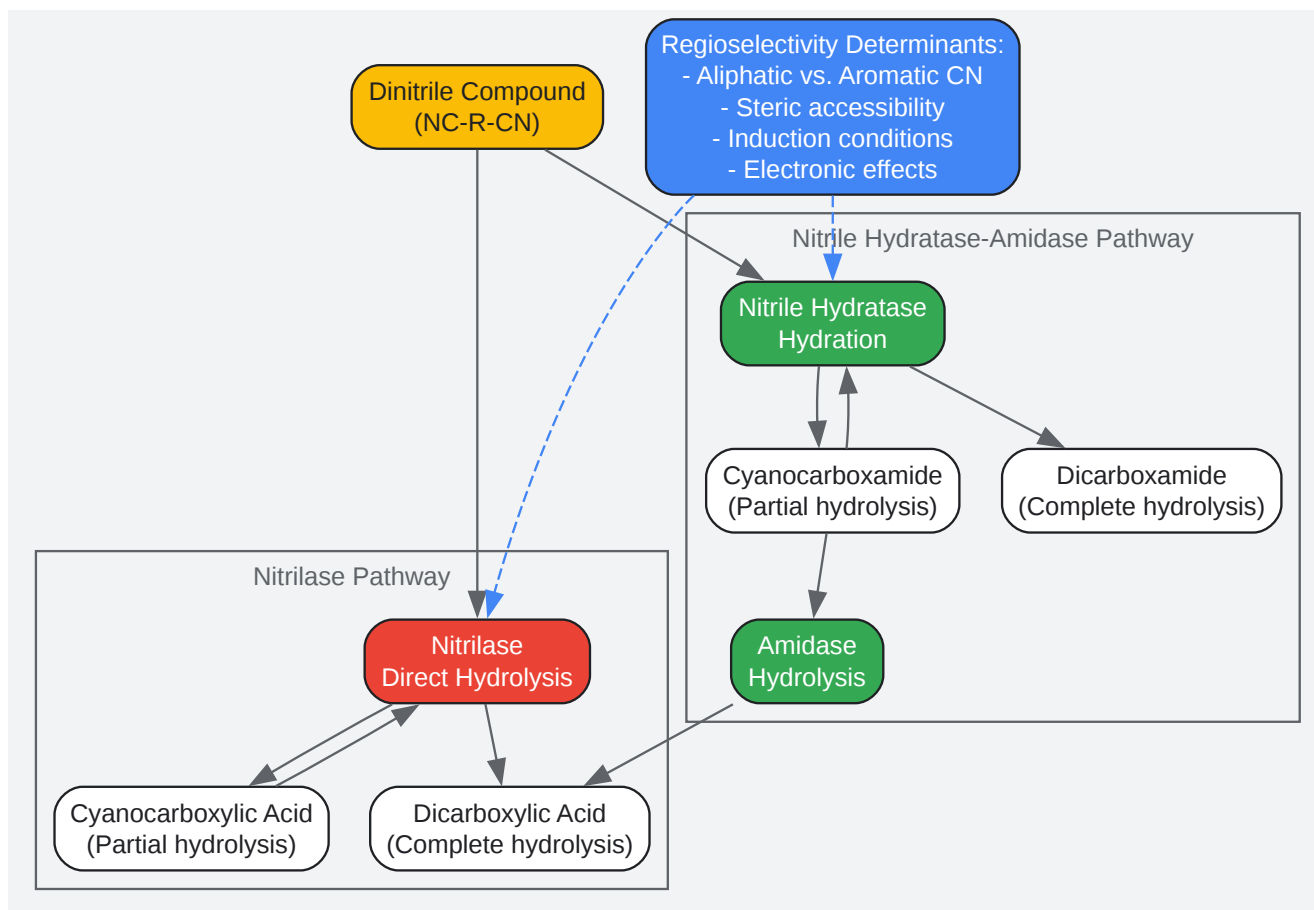 Dinitrile Compound
(NC-R-CN)
Regioselectivity Determinants:
- Aliphatic vs. Aromatic CN
- Steric accessibility
- Induction conditions
- Electronic effects
Nitrile Hydratase-Amidase Pathway
Nitrile Hydratase
Hydration
Cyanocarboxamide
(Partial hydrolysis)
Dicarboxamide
(Complete hydrolysis)
Nitrilase Pathway
Nitrilase
Direct Hydrolysis
Amidase
Hydrolysis
Cyanocarboxylic Acid
(Partial hydrolysis)
Dicarboxylic Acid
(Complete hydrolysis)